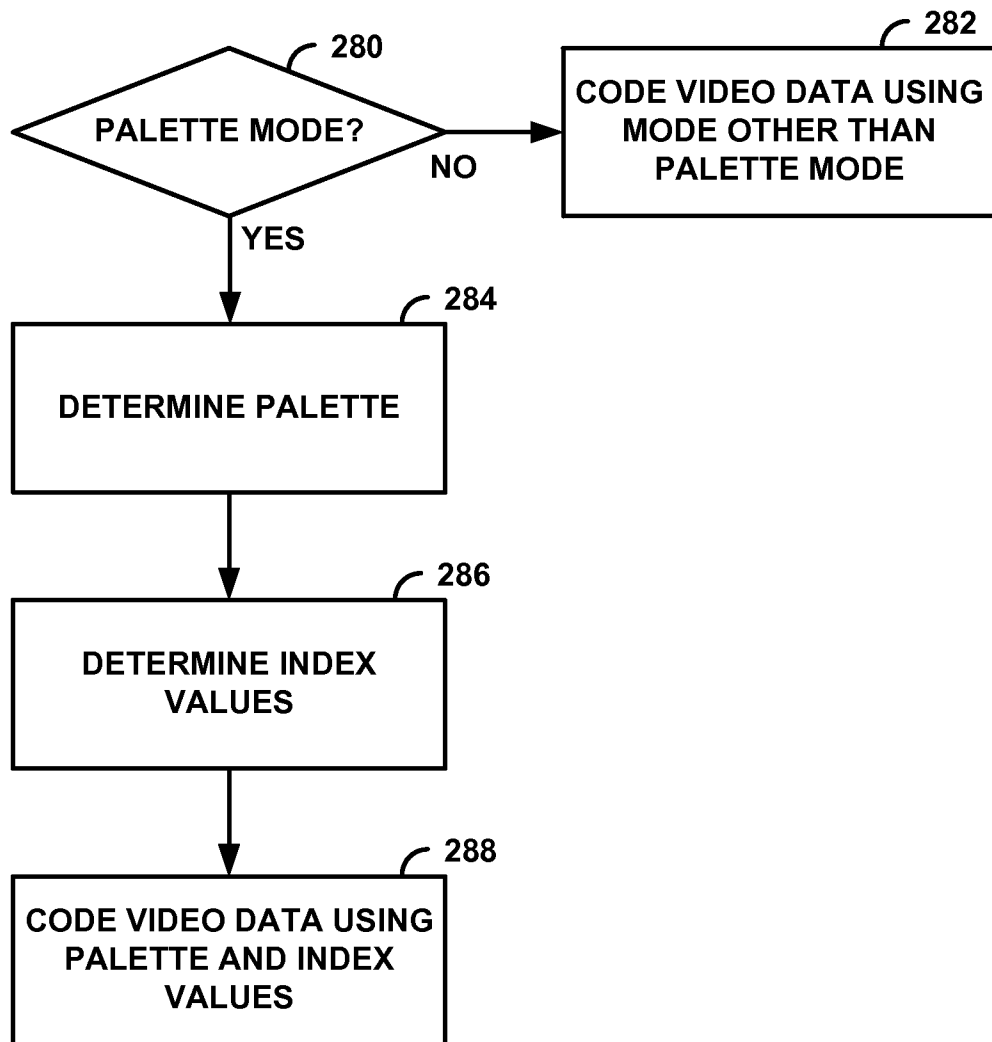 280
PALETTE MODE?
NO
YES
282
CODE VIDEO DATA USING
MODE OTHER THAN
PALETTE MODE
284
DETERMINE PALETTE
286
DETERMINE INDEX
VALUES
288
CODE VIDEO DATA USING
PALETTE AND INDEX
VALUES